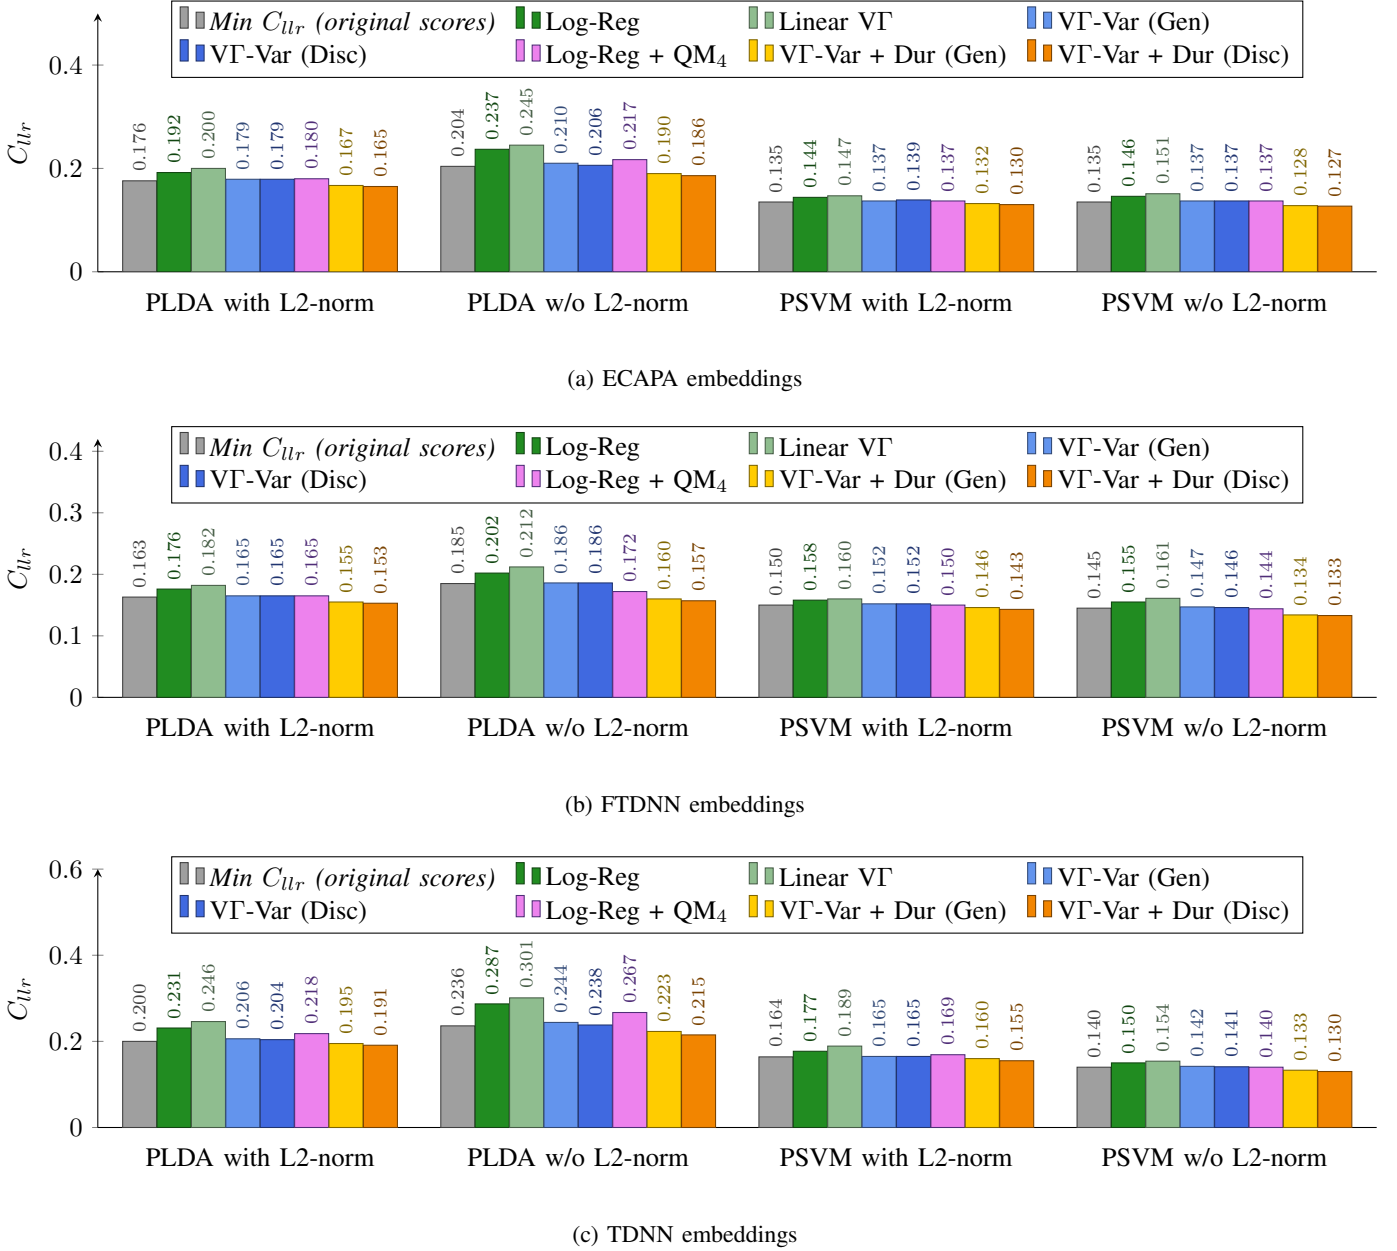 Min Cllr (original scores) Log-Reg Linear VΓ VΓ-Var (Gen)
VΓ-Var (Disc) Log-Reg + QM4 VΓ-Var + Dur (Gen) VΓ-Var + Dur (Disc)
Cllr
0.4
0.2
0
0.176 0.192 0.200 0.179 0.179 0.180 0.167 0.165
0.204 0.237 0.245 0.210 0.206 0.217 0.190 0.186
0.135 0.144 0.147 0.137 0.139 0.137 0.132 0.130
0.135 0.146 0.151 0.137 0.137 0.137 0.128 0.127
PLDA with L2-norm PLDA w/o L2-norm PSVM with L2-norm PSVM w/o L2-norm
(a) ECAPA embeddings
Min Cllr (original scores) Log-Reg Linear VΓ VΓ-Var (Gen)
VΓ-Var (Disc) Log-Reg + QM4 VΓ-Var + Dur (Gen) VΓ-Var + Dur (Disc)
Cllr
0.4
0.3
0.2
0.1
0
0.163 0.176 0.182 0.165 0.165 0.165 0.155 0.153
0.185 0.202 0.212 0.186 0.186 0.172 0.160 0.157
0.150 0.158 0.160 0.152 0.152 0.150 0.146 0.143
0.145 0.155 0.161 0.147 0.146 0.144 0.134 0.133
PLDA with L2-norm PLDA w/o L2-norm PSVM with L2-norm PSVM w/o L2-norm
(b) FTDNN embeddings
Min Cllr (original scores) Log-Reg Linear VΓ VΓ-Var (Gen)
VΓ-Var (Disc) Log-Reg + QM4 VΓ-Var + Dur (Gen) VΓ-Var + Dur (Disc)
Cllr
0.6
0.4
0.2
0
0.200 0.231 0.246 0.206 0.204 0.218 0.195 0.191
0.236 0.287 0.301 0.244 0.238 0.267 0.223 0.215
0.164 0.177 0.189 0.165 0.165 0.169 0.160 0.155
0.140 0.150 0.154 0.142 0.141 0.140 0.133 0.130
PLDA with L2-norm PLDA w/o L2-norm PSVM with L2-norm PSVM w/o L2-norm
(c) TDNN embeddings